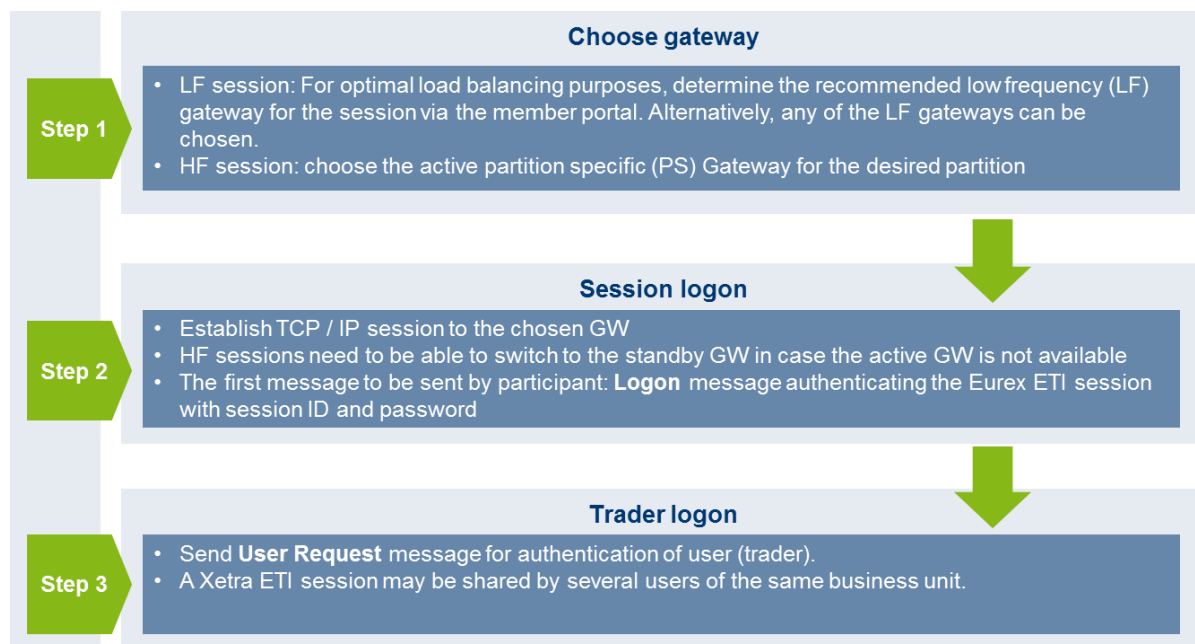 Choose gateway
Step 1
• LF session: For optimal load balancing purposes, determine the recommended low frequency (LF)
gateway for the session via the member portal. Alternatively, any of the LF gateways can be
chosen.
• HF session: choose the active partition specific (PS) Gateway for the desired partition
Session logon
Step 2
• Establish TCP / IP session to the chosen GW
• HF sessions need to be able to switch to the standby GW in case the active GW is not available
• The first message to be sent by participant: Logon message authenticating the Eurex ETI session
with session ID and password
Trader logon
Step 3
• Send User Request message for authentication of user (trader).
• A Xetra ETI session may be shared by several users of the same business unit.